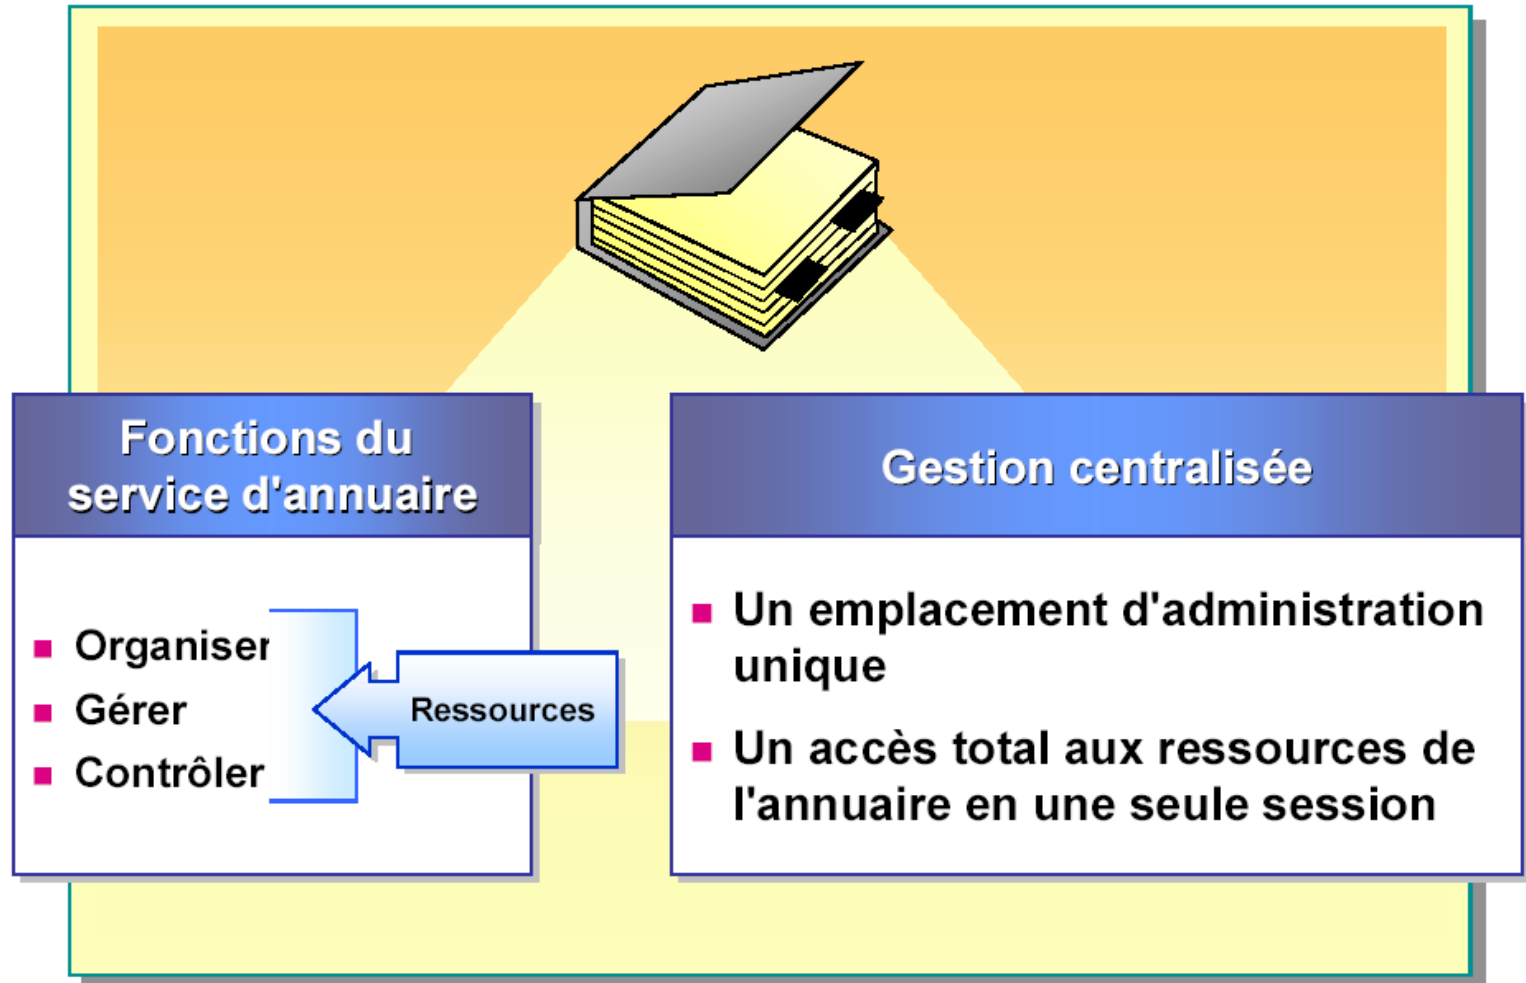 Fonctions du
service d'annuaire
Organiser
Gérer
Contrôler
Ressources
Gestion centralisée
Un emplacement d'administration
unique
Un accès total aux ressources de
l'annuaire en une seule session